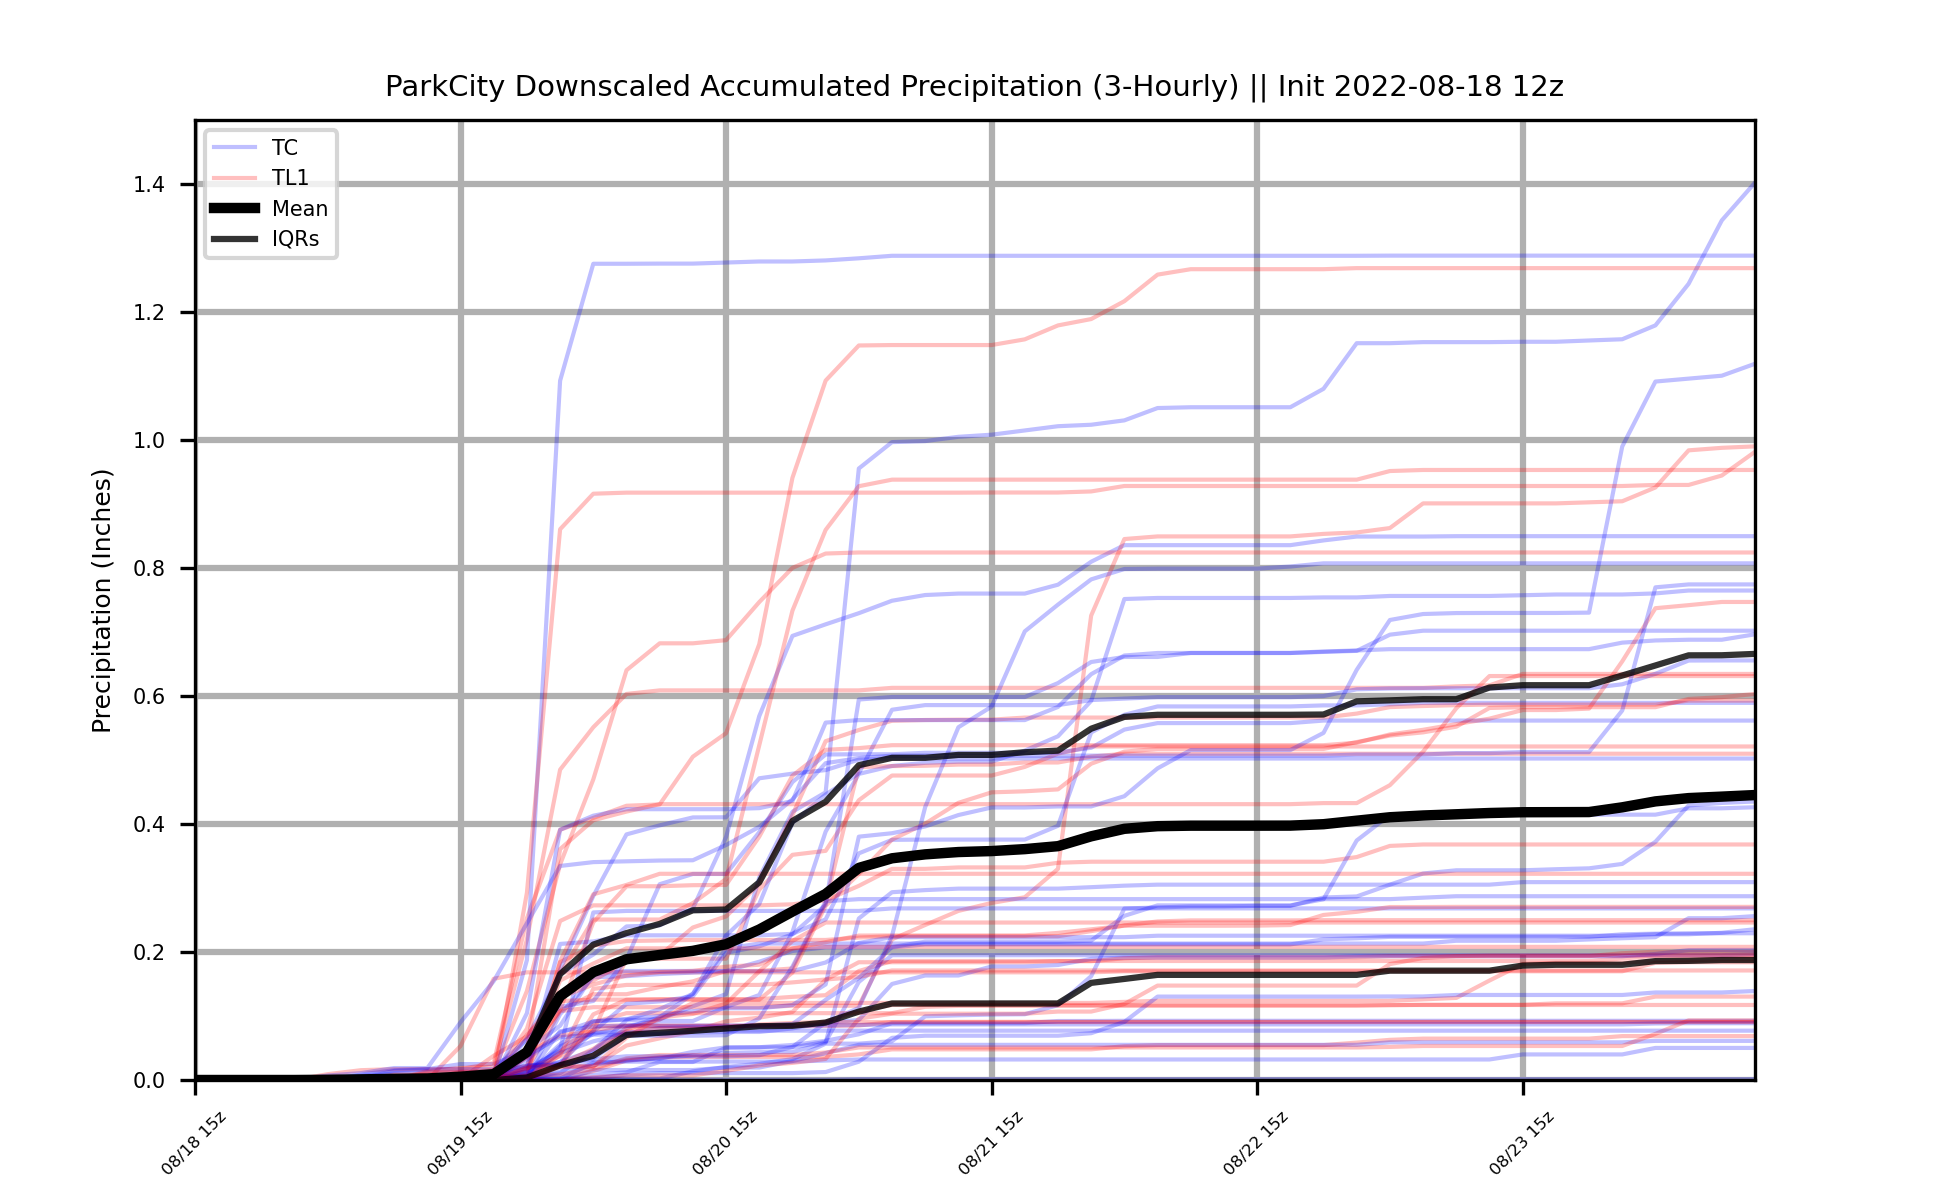 ParkCity Downscaled Accumulated Precipitation (3-Hourly) || Init 2022-08-18 12z
TC
TL1
Mean
IQRs
Precipitation (Inches)
1.4
1.2
1.0
0.8
0.6
0.4
0.2
0.0
08/18 15z
08/19 15z
08/20 15z
08/21 15z
08/22 15z
08/23 15z